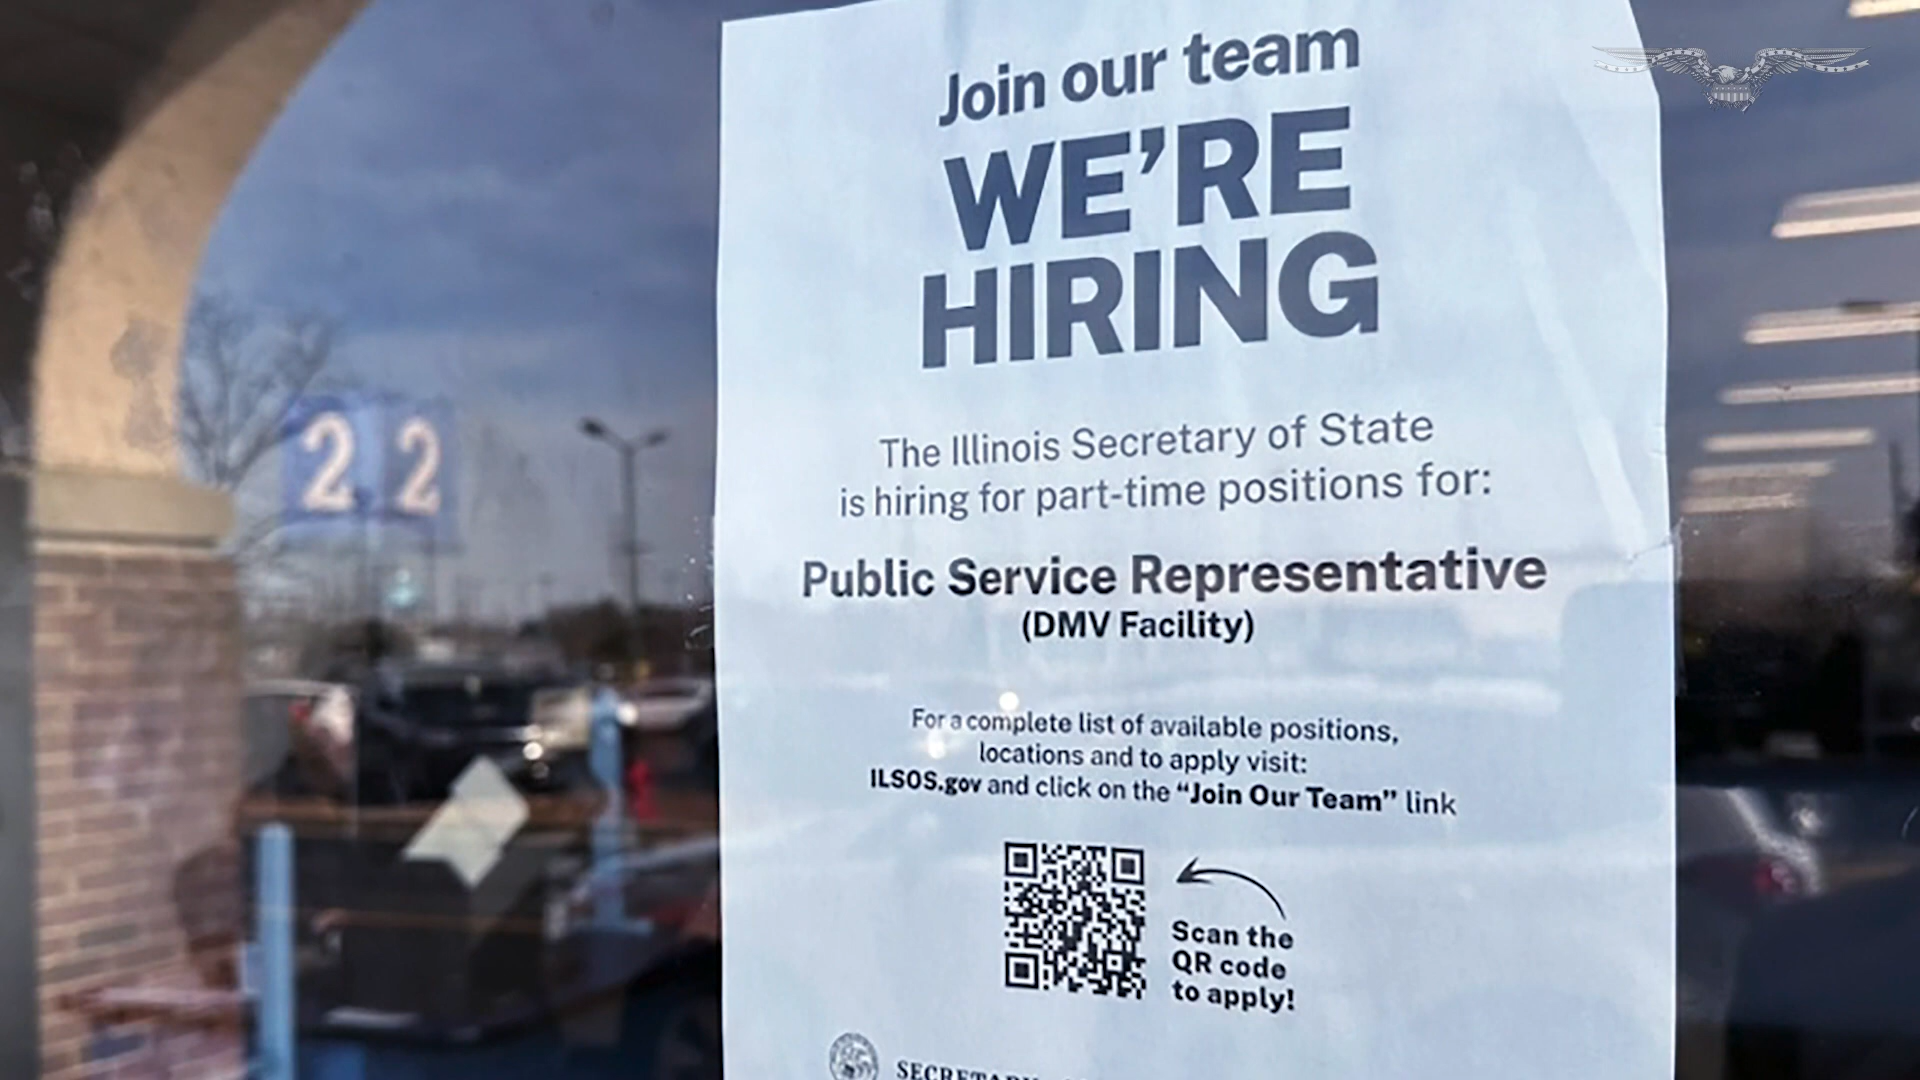 Join our team
WE'RE
HIRING
The Illinois Secretary of State
is hiring for part-time positions for:
Public Service Representative
(DMV Facility)
For a complete list of available positions,
locations and to apply visit:
ILSOS.gov and click on the “Join Our Team” link
Scan the
QR code
to apply!
22